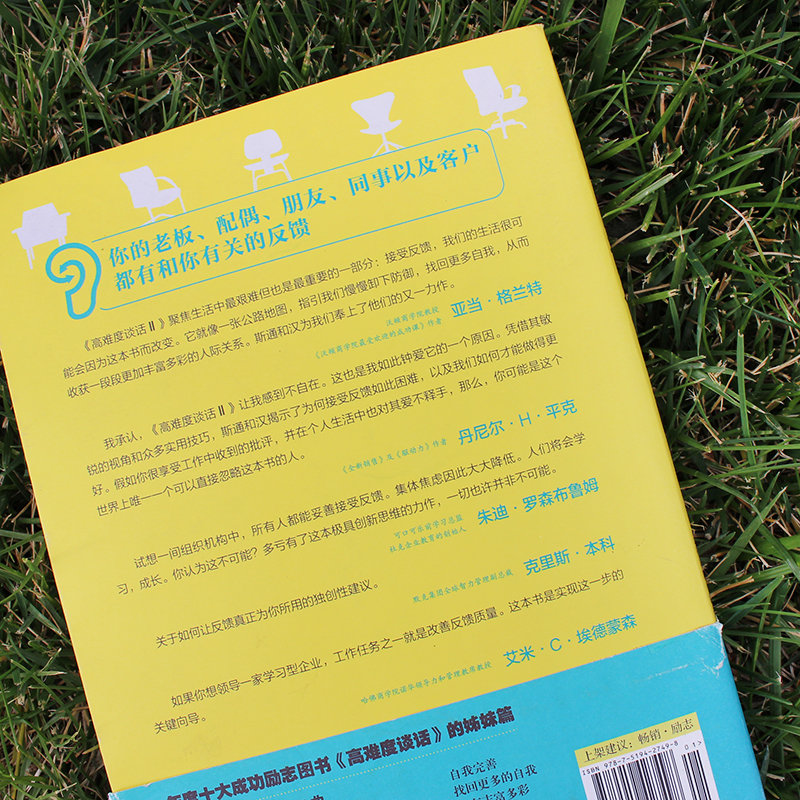 你的老板、配偶、朋友、同事以及客户
都有和你有关的反馈
《高难度谈话Ⅱ》聚焦生活中最艰难但也是最重要的一部分：接受反馈，我们的生活很可
能会因为这本书而改变。它就像一张公路地图，指引我们慢慢卸下防御，找回更多自我，从而
收获一段段更加丰富多彩的人际关系。斯通和汉为我们奉上了他们的又一力作。
沃顿商学院教授
《沃顿商学院最受欢迎的成功课》作者
亚当·格兰特
我承认，《高难度谈话Ⅱ》让我感到不自在。这也是我如此钟爱它的一个原因。凭借其敏
锐的视角和众多实用技巧，斯通和汉揭示了为何接受反馈如此困难，以及我们如何才能做得更
好。假如你很享受工作中收到的批评，并在个人生活中也对其爱不释手，那么，你可能是这个
世界上唯一一个可以直接忽略这本书的人。
《全新销售》及《驱动力》作者
丹尼尔·H·平克
试想一间组织机构中，所有人都能妥善接受反馈。集体焦虑因此大大降低。人们将会学
习，成长。你认为这不可能？多亏有了这本极具创新思维的力作，一切也许并非不可能。
可口可乐前学习总监
杜克企业教育的创始人
朱迪·罗森布鲁姆
关于如何让反馈真正为你所用的独创性建议。
默克集团全球智力管理副总裁
克里斯·本科
如果你想领导一家学习型企业，工作任务之一就是改善反馈质量。这本书是实现这一步的
关键向导。
哈佛商学院诺华领导力和管理教席教授
艾米·C·埃德蒙森
年度十大成功励志图书《高难度谈话》的姊妹篇
自我完善
找回更多的自我
富多彩
上架建议：畅销·励志
ISBN 978-7-5194-2749-8
01>